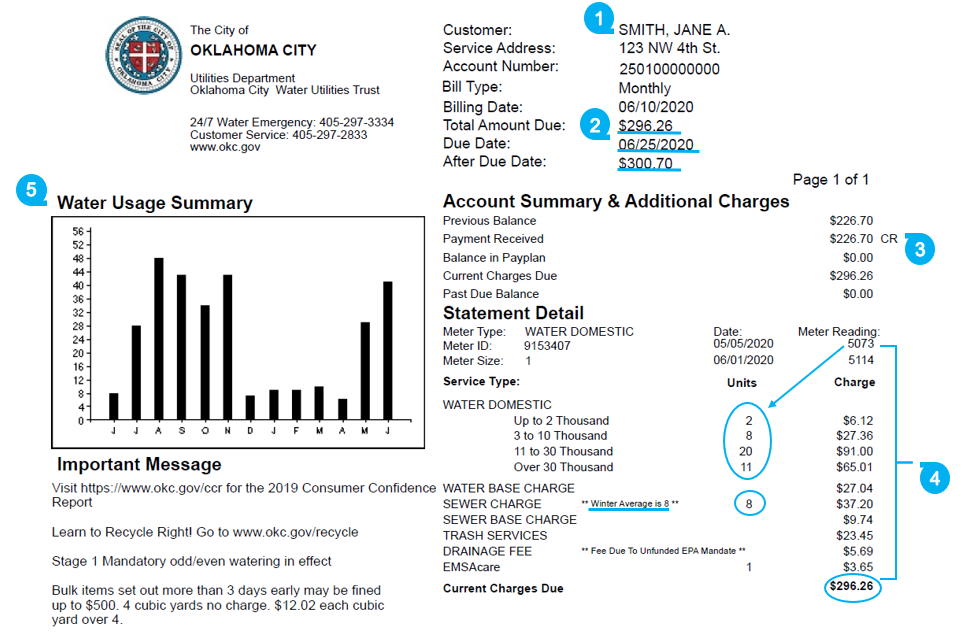 SEAL OF THE CITY OF OKLAHOMA CITY
The City of
OKLAHOMA CITY
Utilities Department
Oklahoma City Water Utilities Trust
24/7 Water Emergency: 405-297-3334
Customer Service: 405-297-2833
www.okc.gov
1
Customer: SMITH, JANE A.
Service Address: 123 NW 4th St.
Account Number: 250100000000
Bill Type: Monthly
Billing Date: 06/10/2020
Total Amount Due: 2 $296.26
Due Date: 06/25/2020
After Due Date: $300.70
Page 1 of 1
5
Water Usage Summary
56
52
48
44
40
36
32
28
24
20
16
12
8
4
0
J J A S O N D J F M A M J
Important Message
Visit https://www.okc.gov/ccr for the 2019 Consumer Confidence
Report
Learn to Recycle Right! Go to www.okc.gov/recycle
Stage 1 Mandatory odd/even watering in effect
Bulk items set out more than 3 days early may be fined
up to $500. 4 cubic yards no charge. $12.02 each cubic
yard over 4.
Account Summary & Additional Charges
Previous Balance $226.70
Payment Received $226.70 CR 3
Balance in Payplan $0.00
Current Charges Due $296.26
Past Due Balance $0.00
Statement Detail
Meter Type: WATER DOMESTIC Date: Meter Reading:
Meter ID: 9153407 05/05/2020 5073
Meter Size: 1 06/01/2020 5114
Service Type: Units Charge
WATER DOMESTIC
Up to 2 Thousand 2 $6.12
3 to 10 Thousand 8 $27.36
11 to 30 Thousand 20 $91.00
Over 30 Thousand 11 $65.01
4
WATER BASE CHARGE $27.04
SEWER CHARGE ** Winter Average is 8 ** 8 $37.20
SEWER BASE CHARGE $9.74
TRASH SERVICES $23.45
DRAINAGE FEE ** Fee Due To Unfunded EPA Mandate ** $5.69
EMSAcare 1 $3.65
Current Charges Due $296.26